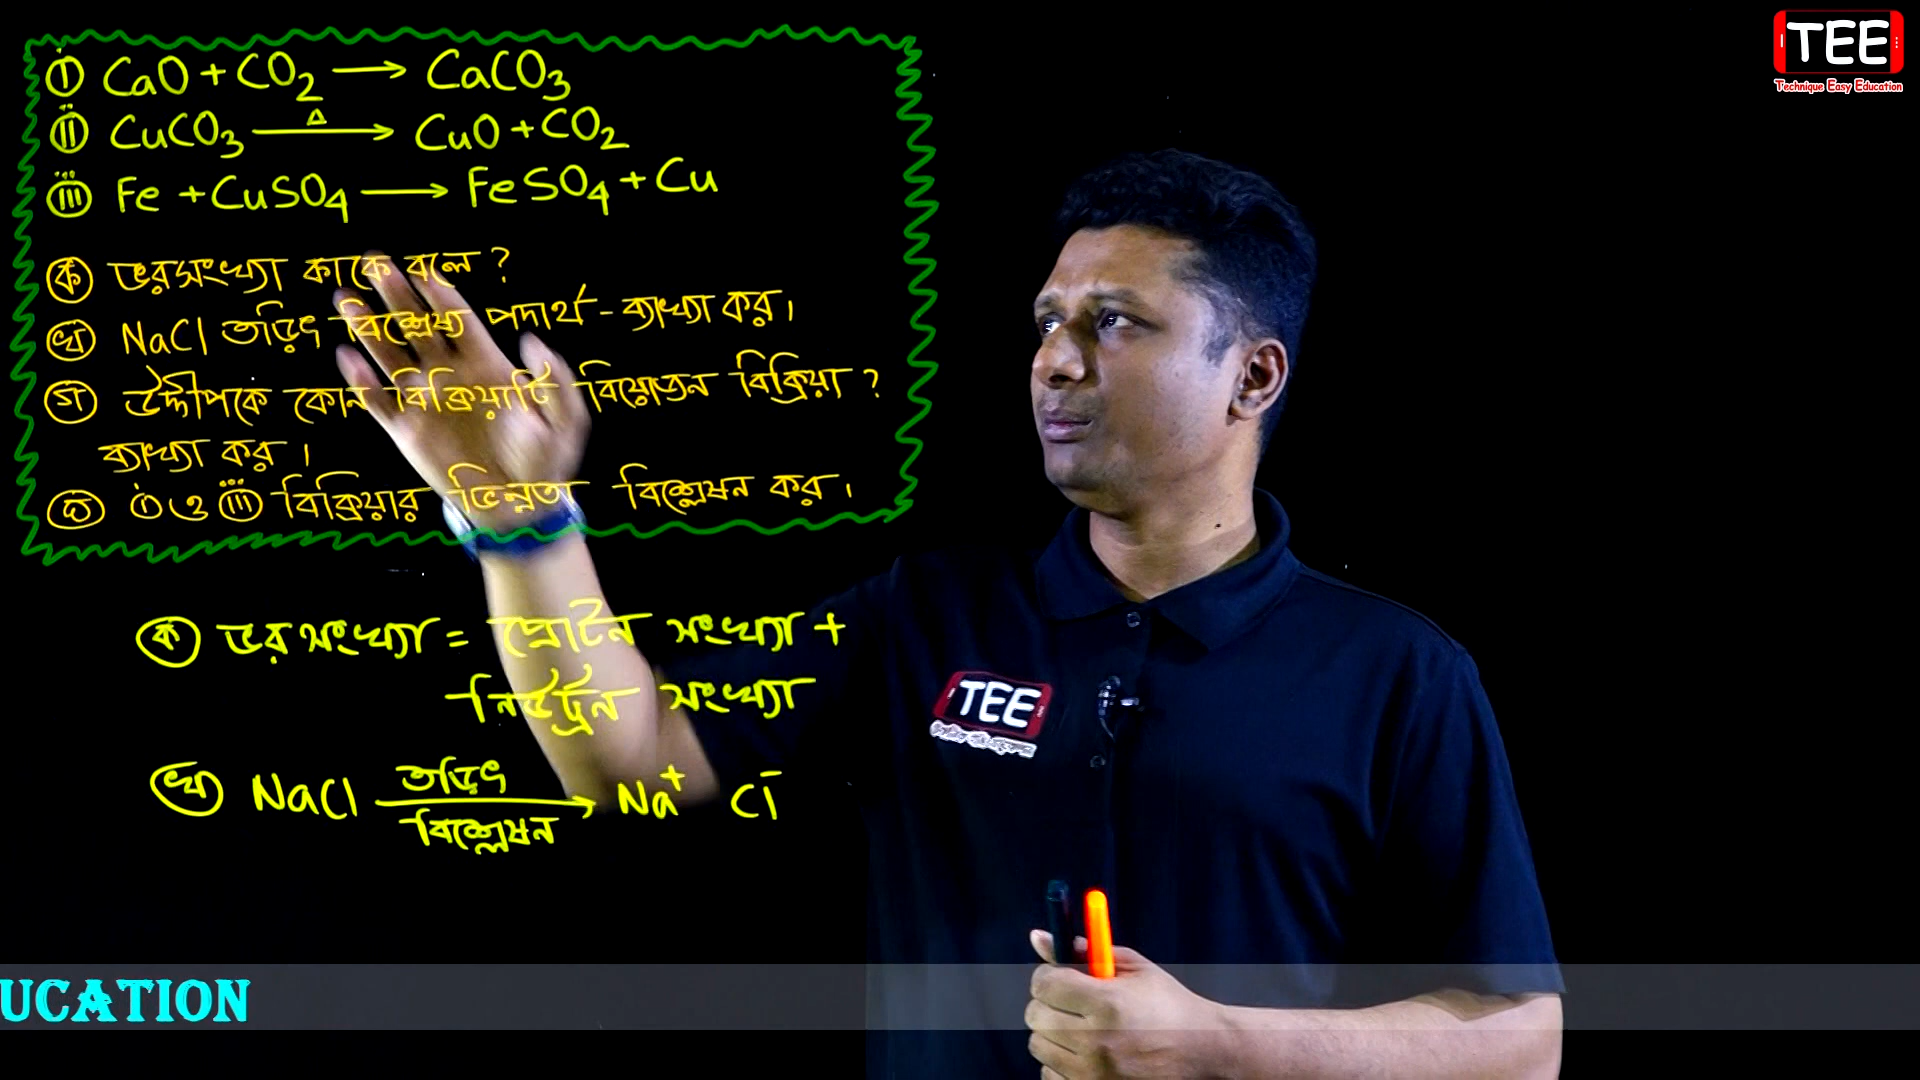 i CaO + CO₂ → CaCO₃
ii CuCO₃ —Δ→ CuO + CO₂
iii Fe + CuSO₄ → FeSO₄ + Cu
ক ভরসংখ্যা কাকে বলে ?
খ NaCl তড়িৎ বিশ্লেষ্য পদার্থ - ব্যাখ্যা কর।
গ উদ্দীপকে কোন বিক্রিয়াটি বিয়োজন বিক্রিয়া ?
ব্যাখ্যা কর।
ঘ i ও iii বিক্রিয়ার ভিন্নতা বিশ্লেষন কর।
ক ভরসংখ্যা = প্রোটন সংখ্যা +
নিউট্রন সংখ্যা
খ NaCl —তড়িৎ বিশ্লেষন→ Na⁺ Cl⁻
TEE
Technique Easy Education
TEE
UCATION